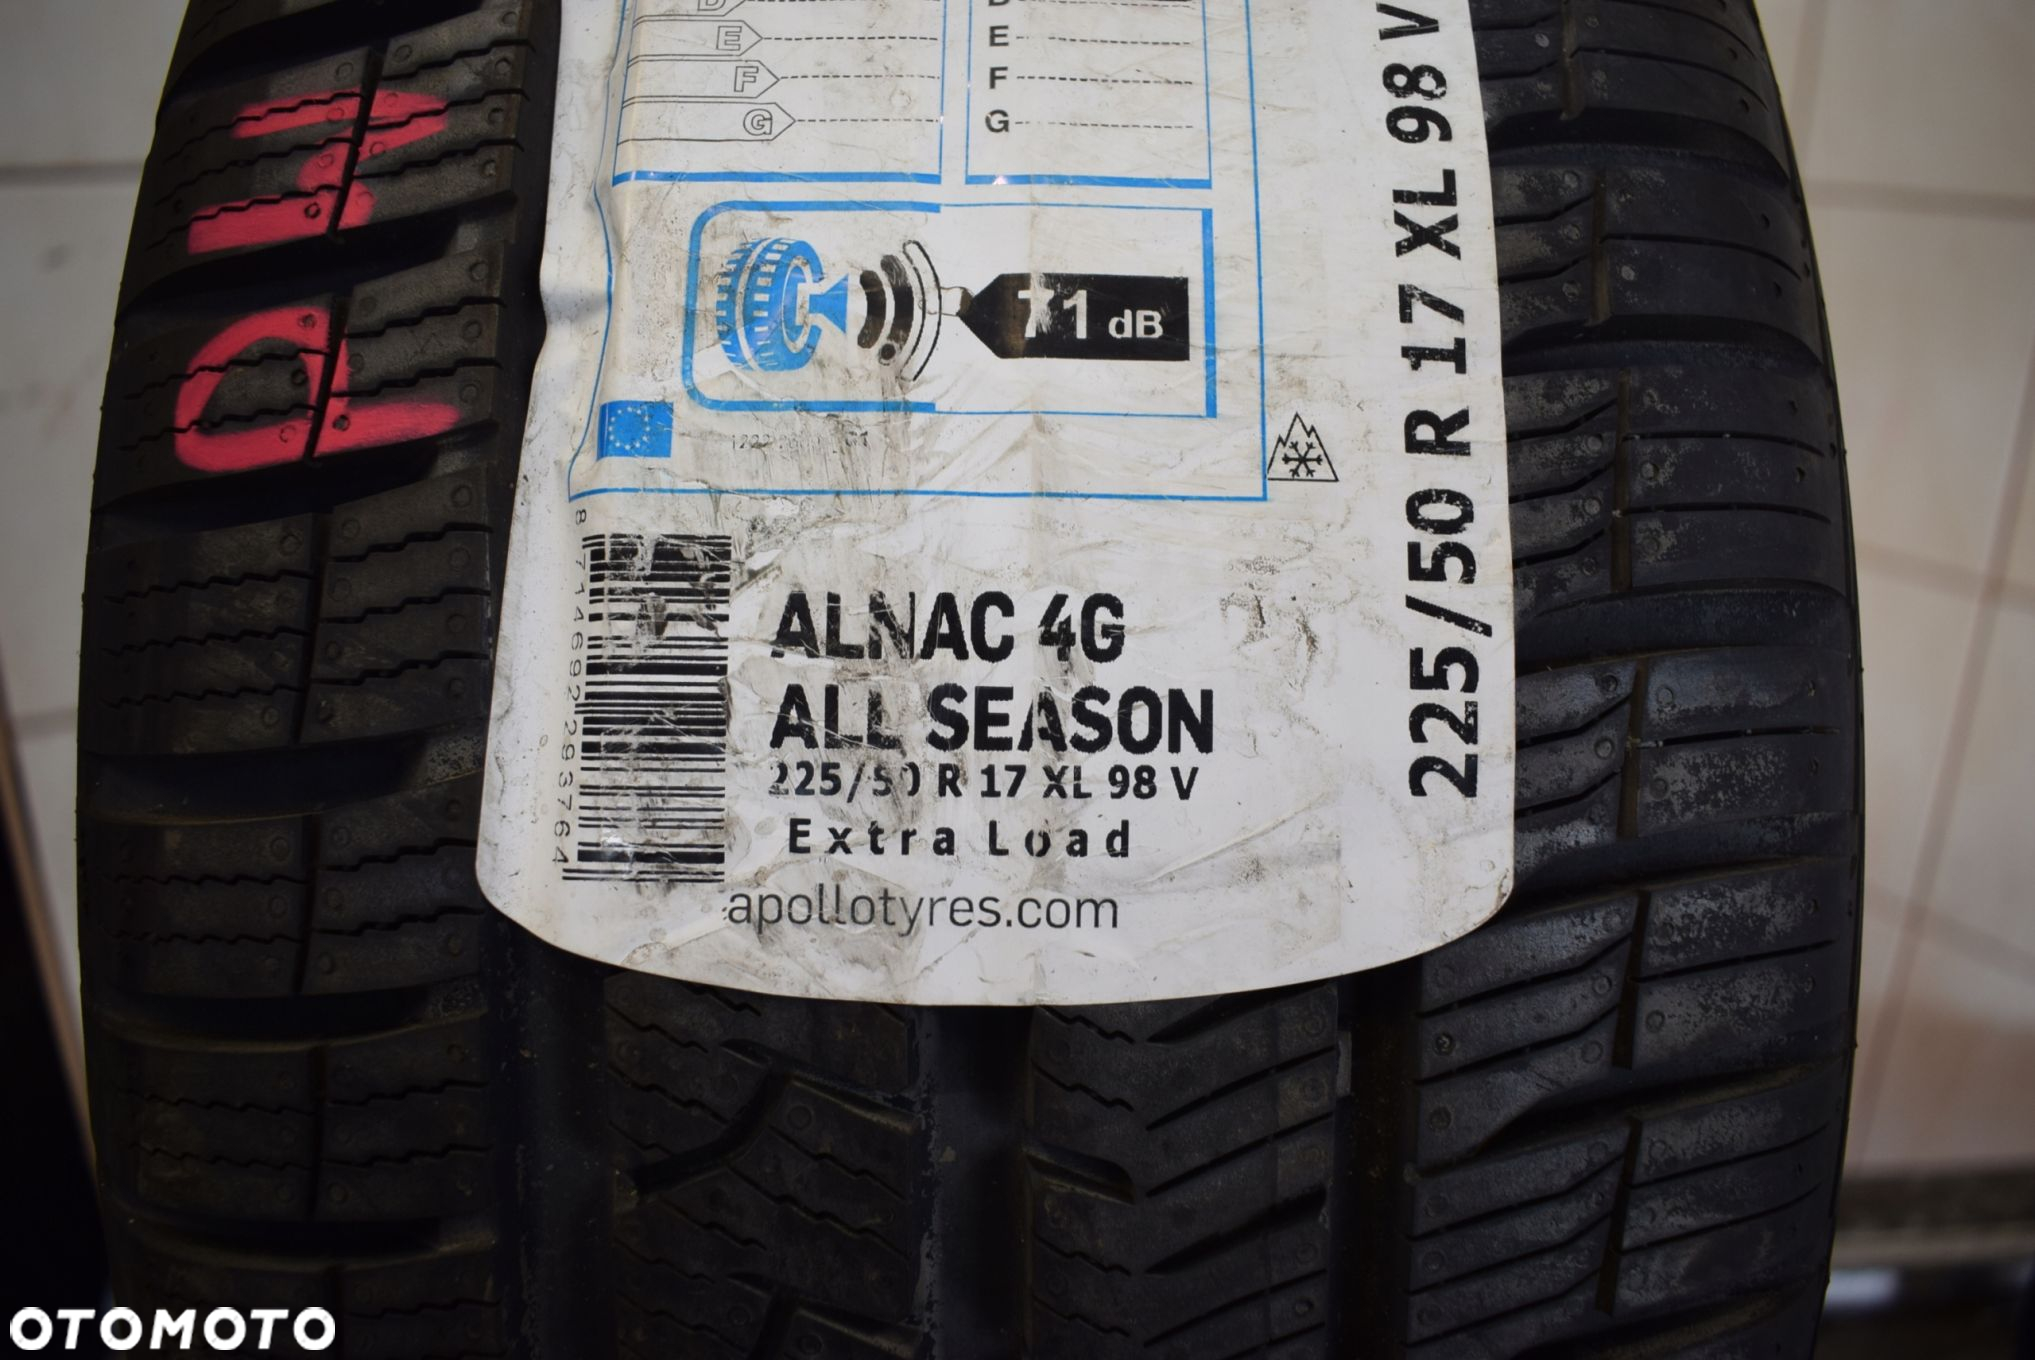 D
E
F
G
D
E
F
G
71 dB
225/50 R 17 XL 98 V
8714692293764
ALNAC 4G
ALL SEASON
225/50 R 17 XL 98 V
Extra Load
apollotyres.com
OTOMOTO